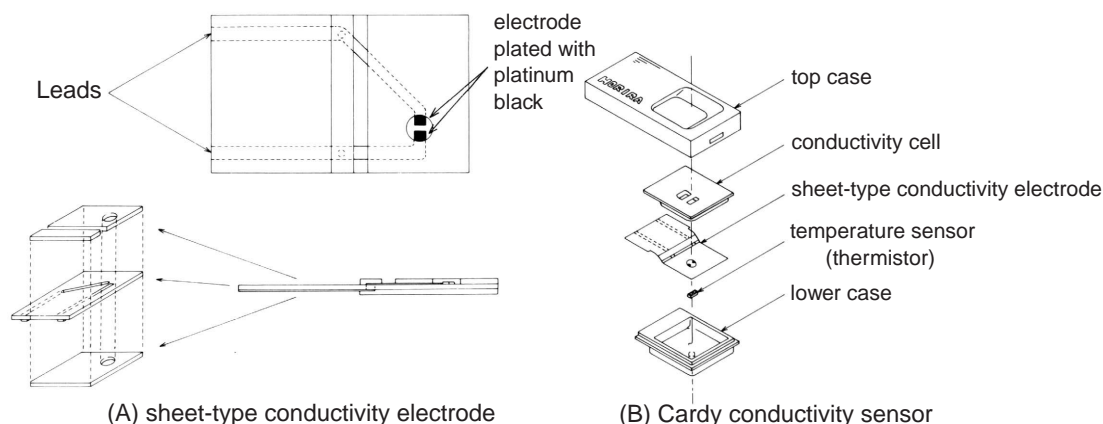 Leads
electrode
plated with
platinum
black
(A) sheet-type conductivity electrode
HORIBA
top case
conductivity cell
sheet-type conductivity electrode
temperature sensor
(thermistor)
lower case
(B) Cardy conductivity sensor